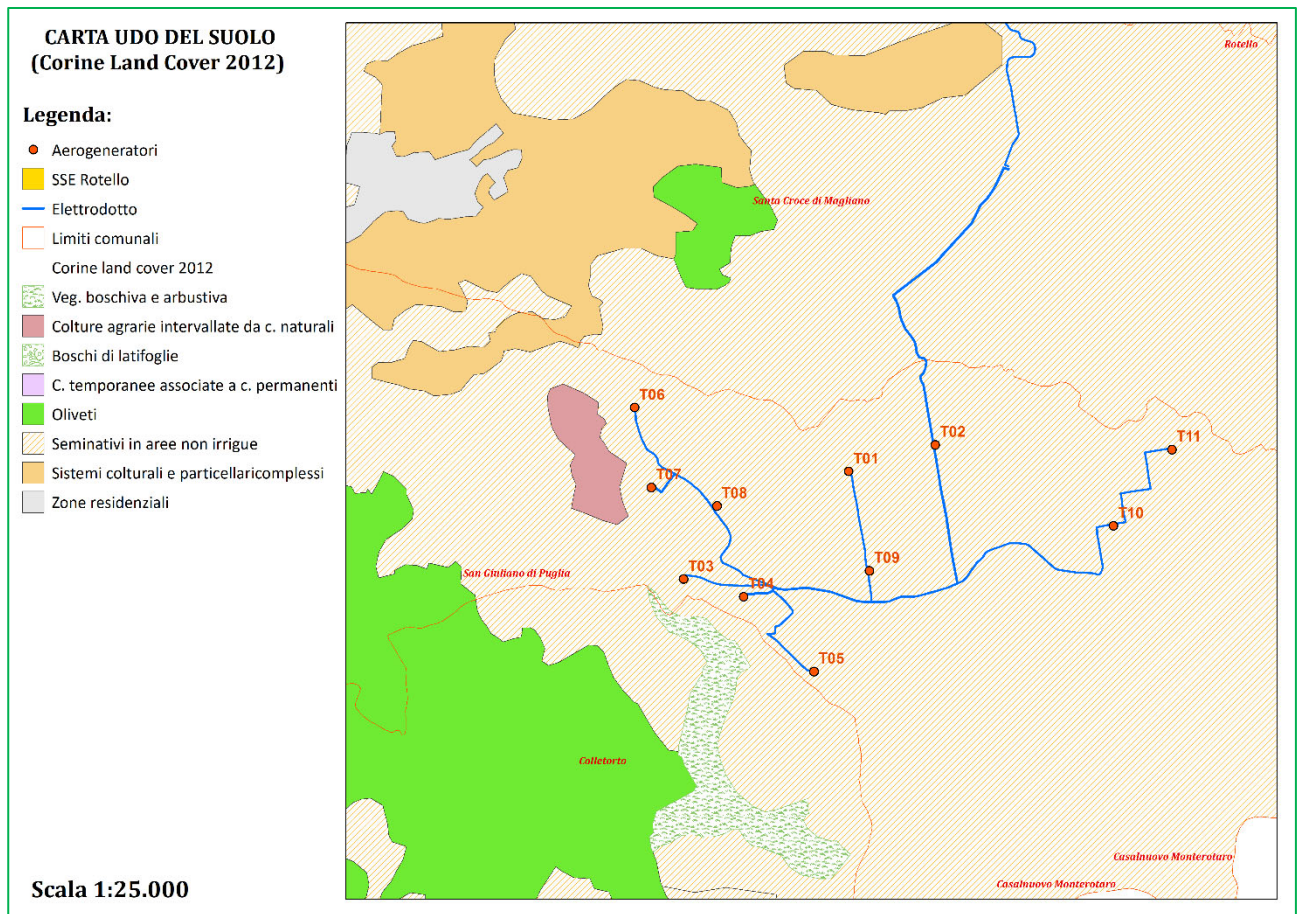 CARTA UDO DEL SUOLO
(Corine Land Cover 2012)
Legenda:
Aerogeneratori
SSE Rotello
Elettrodotto
Limiti comunali
Corine land cover 2012
Veg. boschiva e arbustiva
Colture agrarie intervallate da c. naturali
Boschi di latifoglie
C. temporanee associate a c. permanenti
Oliveti
Seminativi in aree non irrigue
Sistemi colturali e particellaricomplessi
Zone residenziali
Scala 1:25.000
Rotello
Santa Croce di Magliano
T06
T02
T11
T01
T07
T08
T10
T09
San Giuliano di Puglia
T03
T04
T05
Colletorto
Casalnuovo Monterotaro
Casalnuovo Monterotaro